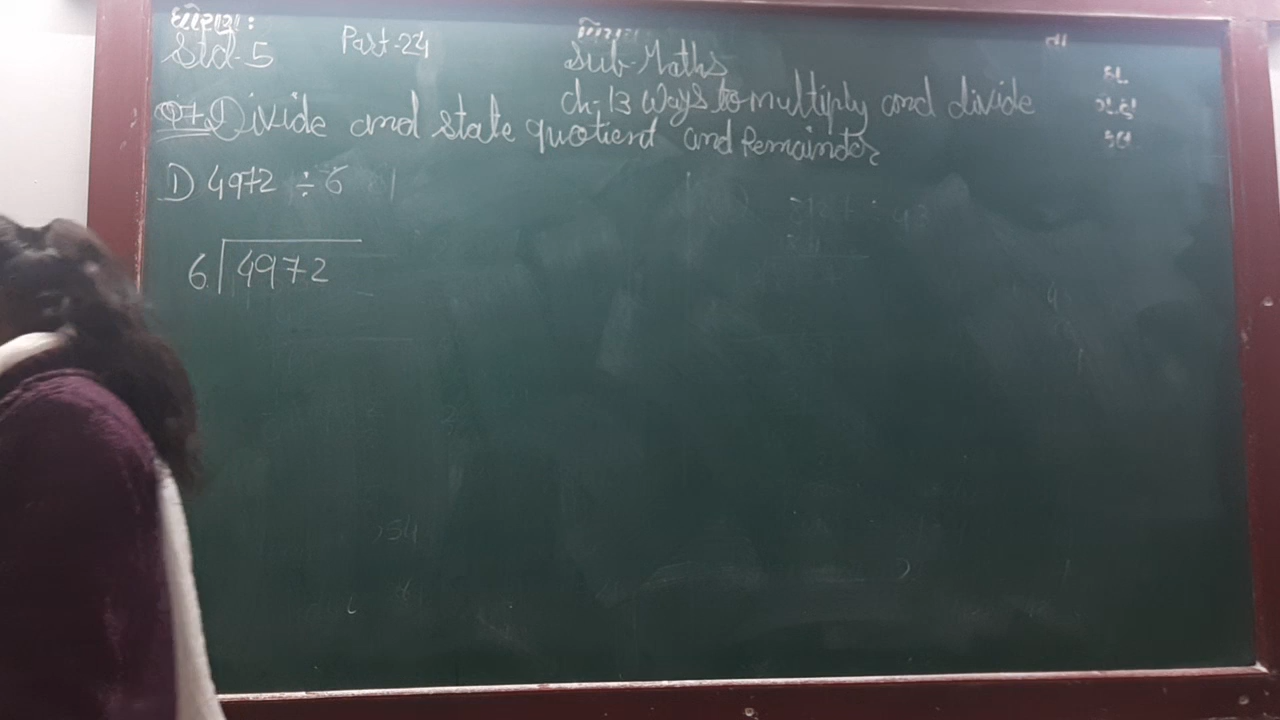 Std-5
Part-24
Sub-Maths
Ch-13 Ways to multiply and divide
Q7. Divide and state quotient and Remainder
1) 4972 ÷ 6
6 4972